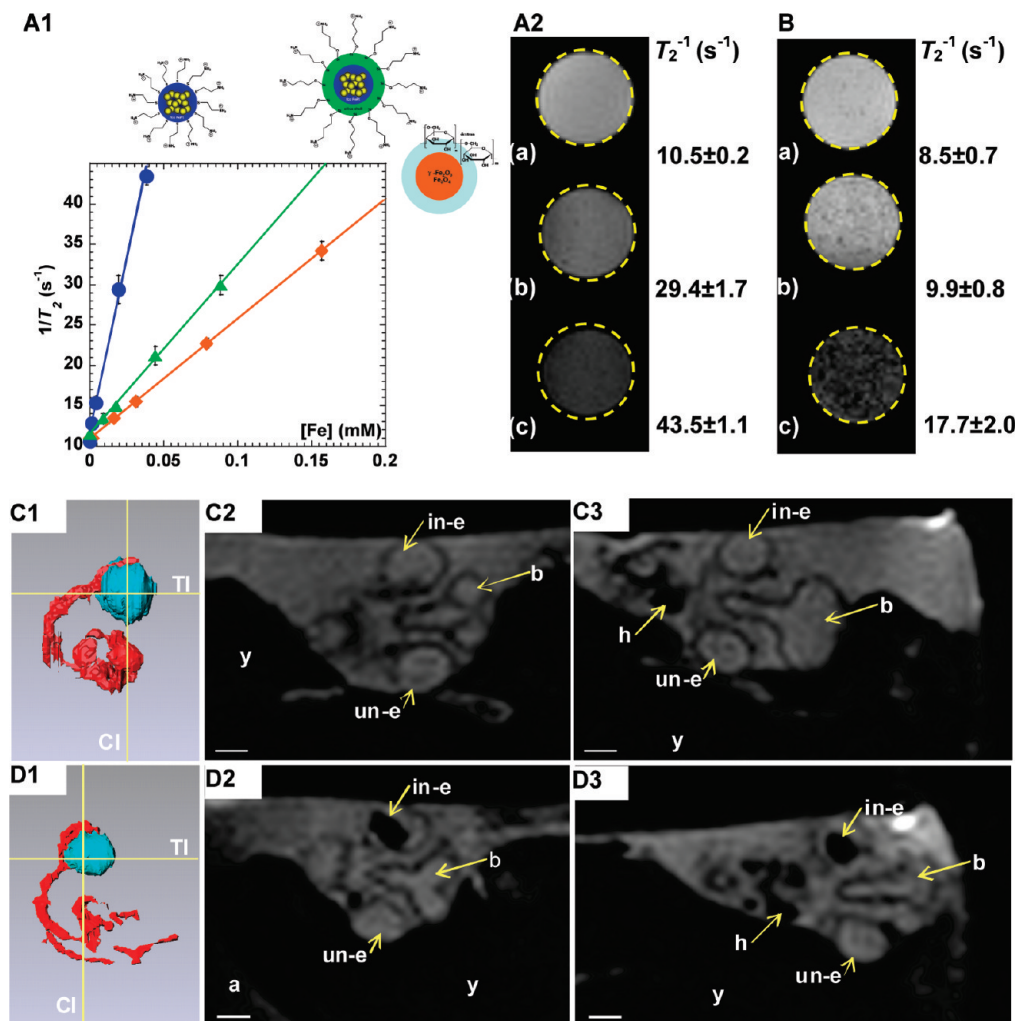 A1
A2
T₂⁻¹ (s⁻¹)
B
T₂⁻¹ (s⁻¹)
(a)
10.5±0.2
a)
8.5±0.7
(b)
29.4±1.7
b)
9.9±0.8
(c)
43.5±1.1
c)
17.7±2.0
γ -Fe₂O₃
Fe₃O₄
1/T₂ (s⁻¹)
40
35
30
25
20
15
10
[Fe] (mM)
0
0.05
0.1
0.15
0.2
C1
TI
CI
C2
in-e
b
y
un-e
C3
in-e
b
h
un-e
y
D1
TI
CI
D2
in-e
b
un-e
a
y
D3
in-e
b
h
un-e
y